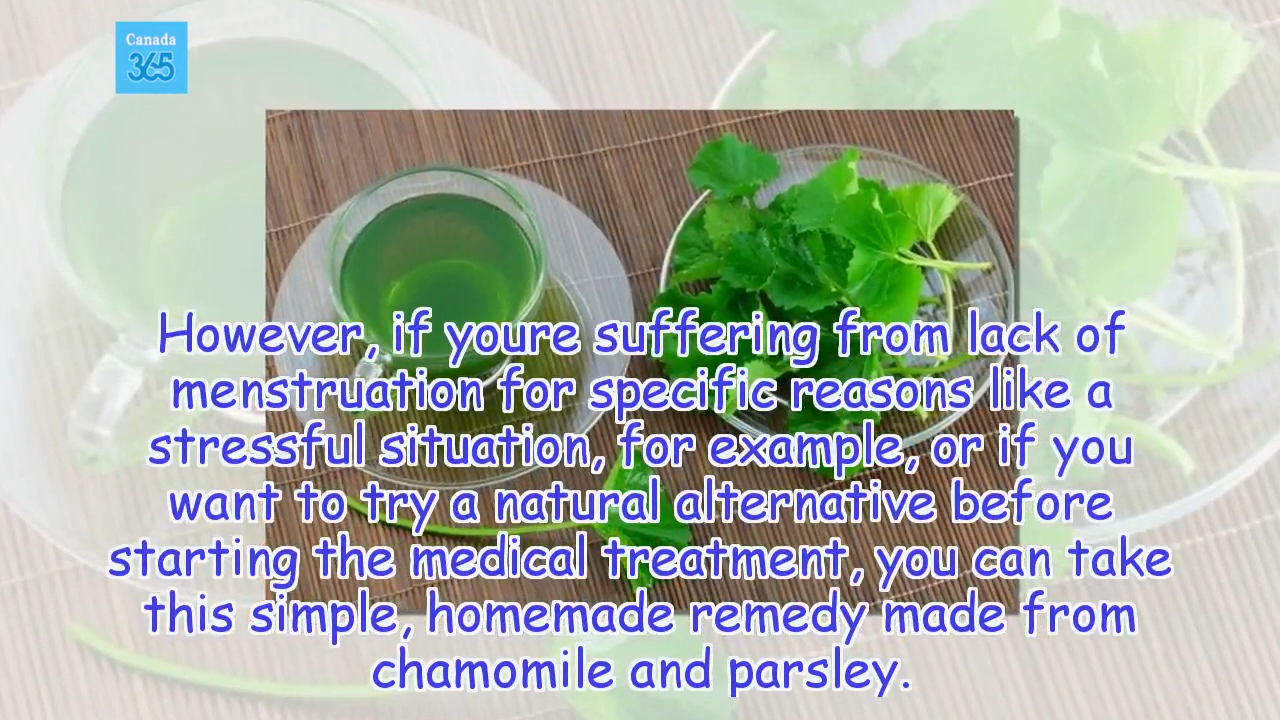 Canada
365
However, if youre suffering from lack of
menstruation for specific reasons like a
stressful situation, for example, or if you
want to try a natural alternative before
starting the medical treatment, you can take
this simple, homemade remedy made from
chamomile and parsley.